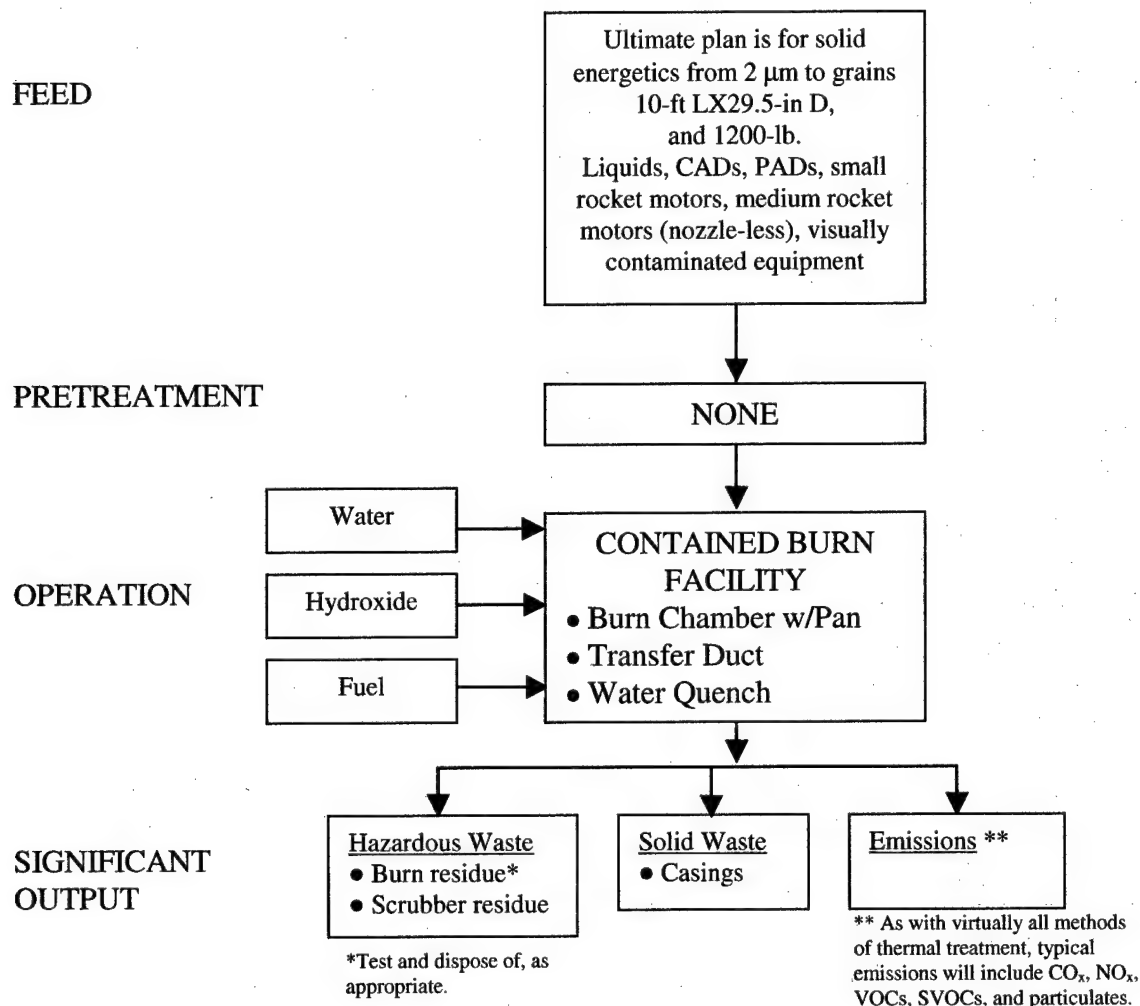 FEED
Ultimate plan is for solid
energetics from 2 μm to grains
10-ft LX29.5-in D,
and 1200-lb.
Liquids, CADs, PADs, small
rocket motors, medium rocket
motors (nozzle-less), visually
contaminated equipment
PRETREATMENT
NONE
OPERATION
Water
Hydroxide
Fuel
CONTAINED BURN
FACILITY
• Burn Chamber w/Pan
• Transfer Duct
• Water Quench
SIGNIFICANT
OUTPUT
Hazardous Waste
• Burn residue*
• Scrubber residue
*Test and dispose of, as
appropriate.
Solid Waste
• Casings
Emissions **
** As with virtually all methods
of thermal treatment, typical
emissions will include COx, NOx,
VOCs, SVOCs, and particulates.